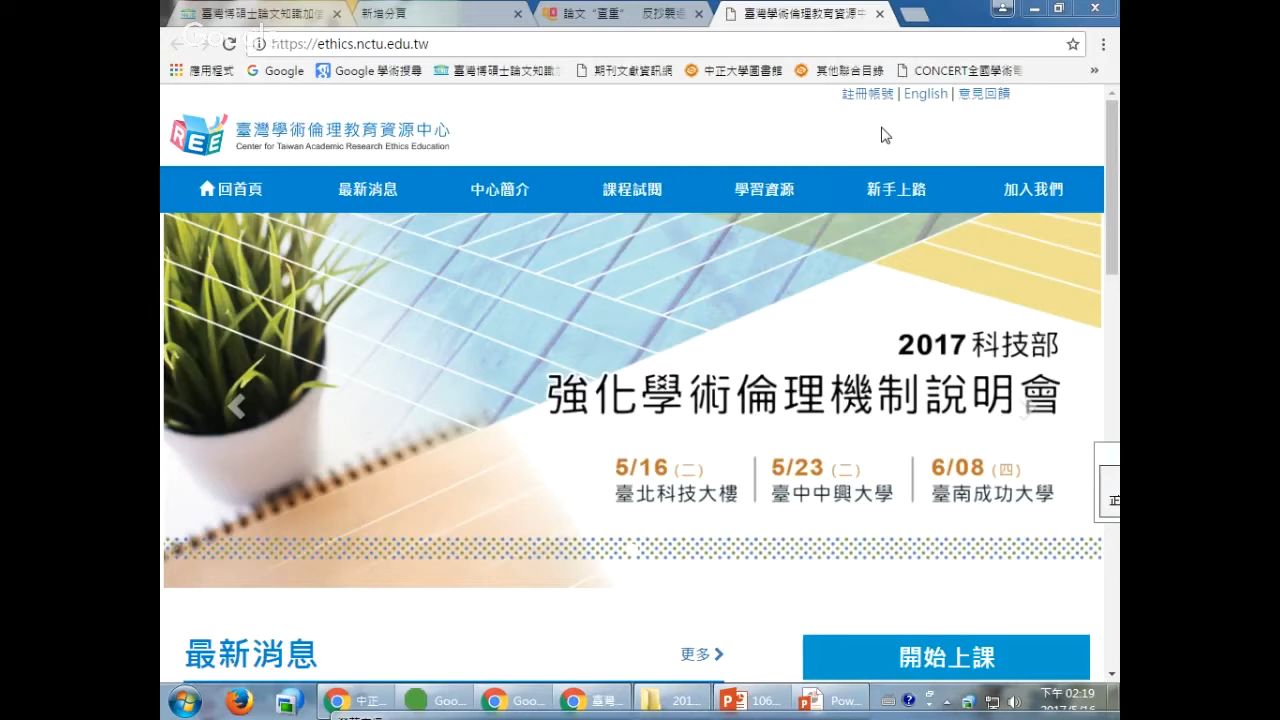 臺灣博碩士論文知識加值
新增分頁
論文"查重" 反抄襲
臺灣學術倫理教育資源中
https://ethics.nctu.edu.tw
應用程式
Google
Google 學術搜尋
臺灣博碩士論文知識加
期刊文獻資訊網
中正大學圖書館
其他聯合目錄
CONCERT全國學術電
»
註冊帳號 | English | 意見回饋
REE
臺灣學術倫理教育資源中心
Center for Taiwan Academic Research Ethics Education
回首頁
最新消息
中心簡介
課程試閱
學習資源
新手上路
加入我們
2017 科技部
強化學術倫理機制說明會
5/16 (二)
5/23 (二)
6/08 (四)
臺北科技大樓
臺中中興大學
臺南成功大學
正
最新消息
更多
開始上課
中正...
Goo...
Goo...
臺灣...
201...
106...
Pow...
下午 02:19
2017/5/16